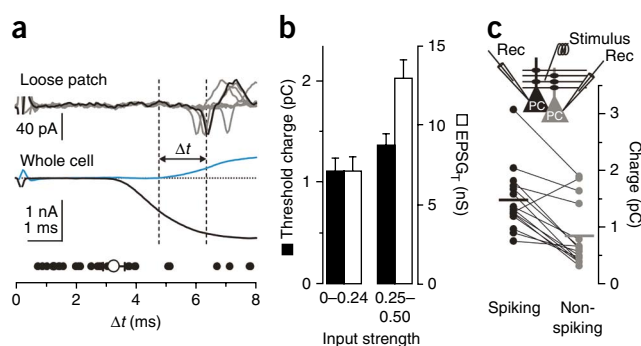 a
Loose patch
40 pA
Δt
Whole cell
1 nA
1 ms
0 2 4 6 8
Δt (ms)
b
Threshold charge (pC)
2
1
0
15
10
5
0
EPSG_T (nS)
0–0.24
0.25–
0.50
Input strength
c
Stimulus
Rec
Rec
PC
PC
3
2
1
0
Charge
(pC)
Spiking
Non-
spiking